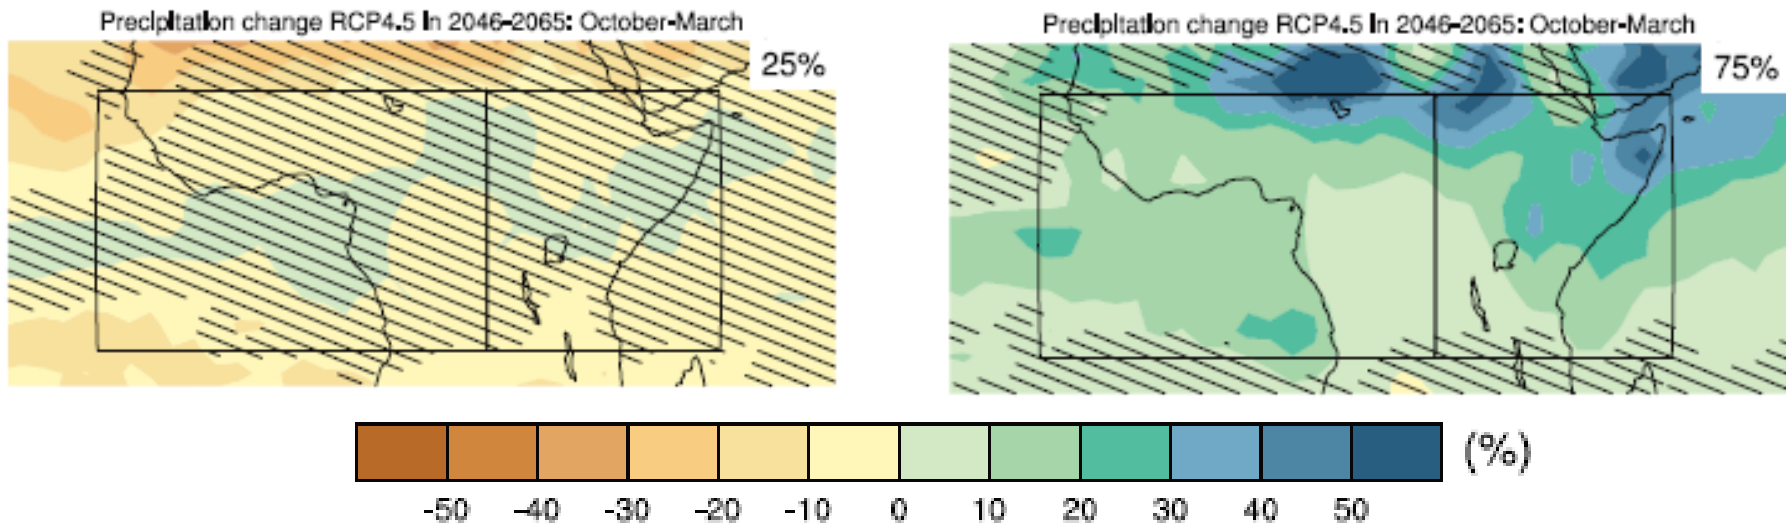 Precipitation change RCP4.5 in 2046-2065: October-March
25%
Precipitation change RCP4.5 in 2046-2065: October-March
75%
-50 -40 -30 -20 -10 0 10 20 30 40 50 (%)